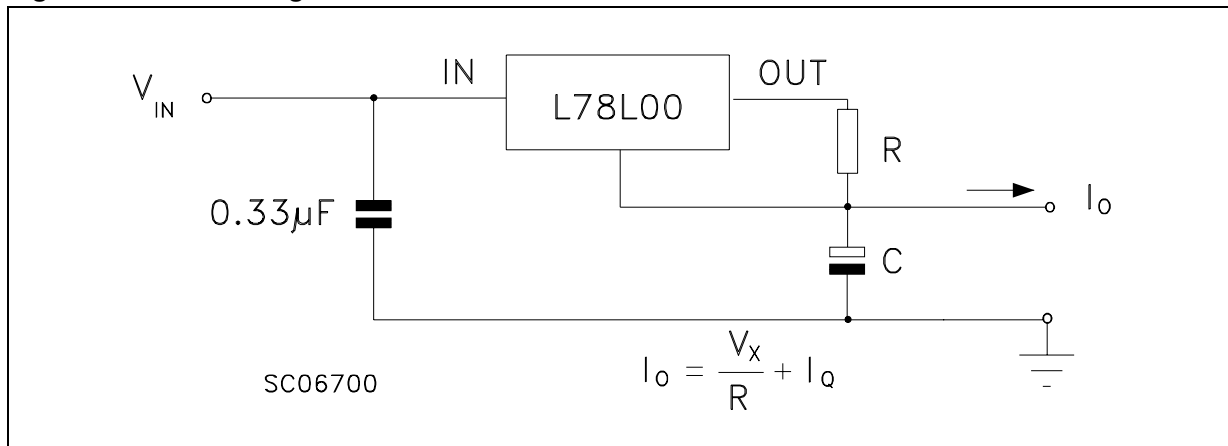 IN
OUT
V_IN
L78L00
R
0.33µF
I_O
C
I_O = V_X / R + I_Q
SC06700